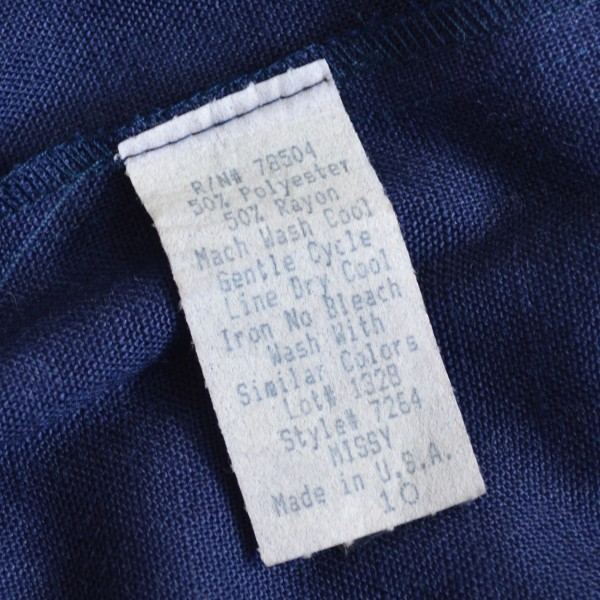 R/N# 78504
50% Polyester
50% Rayon
Mach Wash Cool
Gentle Cycle
Line Dry Cool
Iron No Bleach
Wash With
Similar Colors
Lot# 1328
Style# 7264
MISSY
Made in U.S.A.
10